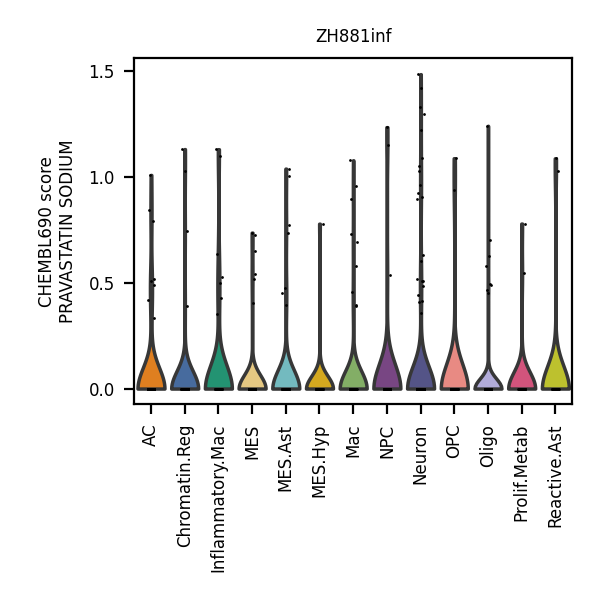 ZH881inf
CHEMBL690 score
PRAVASTATIN SODIUM
1.5
1.0
0.5
0.0
AC
Chromatin.Reg
Inflammatory.Mac
MES
MES.Ast
MES.Hyp
Mac
NPC
Neuron
OPC
Oligo
Prolif.Metab
Reactive.Ast